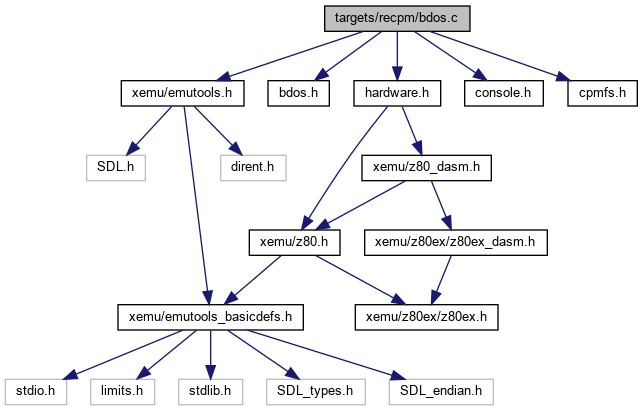 targets/recpm/bdos.c
xemu/emutools.h
bdos.h
hardware.h
console.h
cpmfs.h
SDL.h
dirent.h
xemu/z80_dasm.h
xemu/z80.h
xemu/z80ex/z80ex_dasm.h
xemu/emutools_basicdefs.h
xemu/z80ex/z80ex.h
stdio.h
limits.h
stdlib.h
SDL_types.h
SDL_endian.h